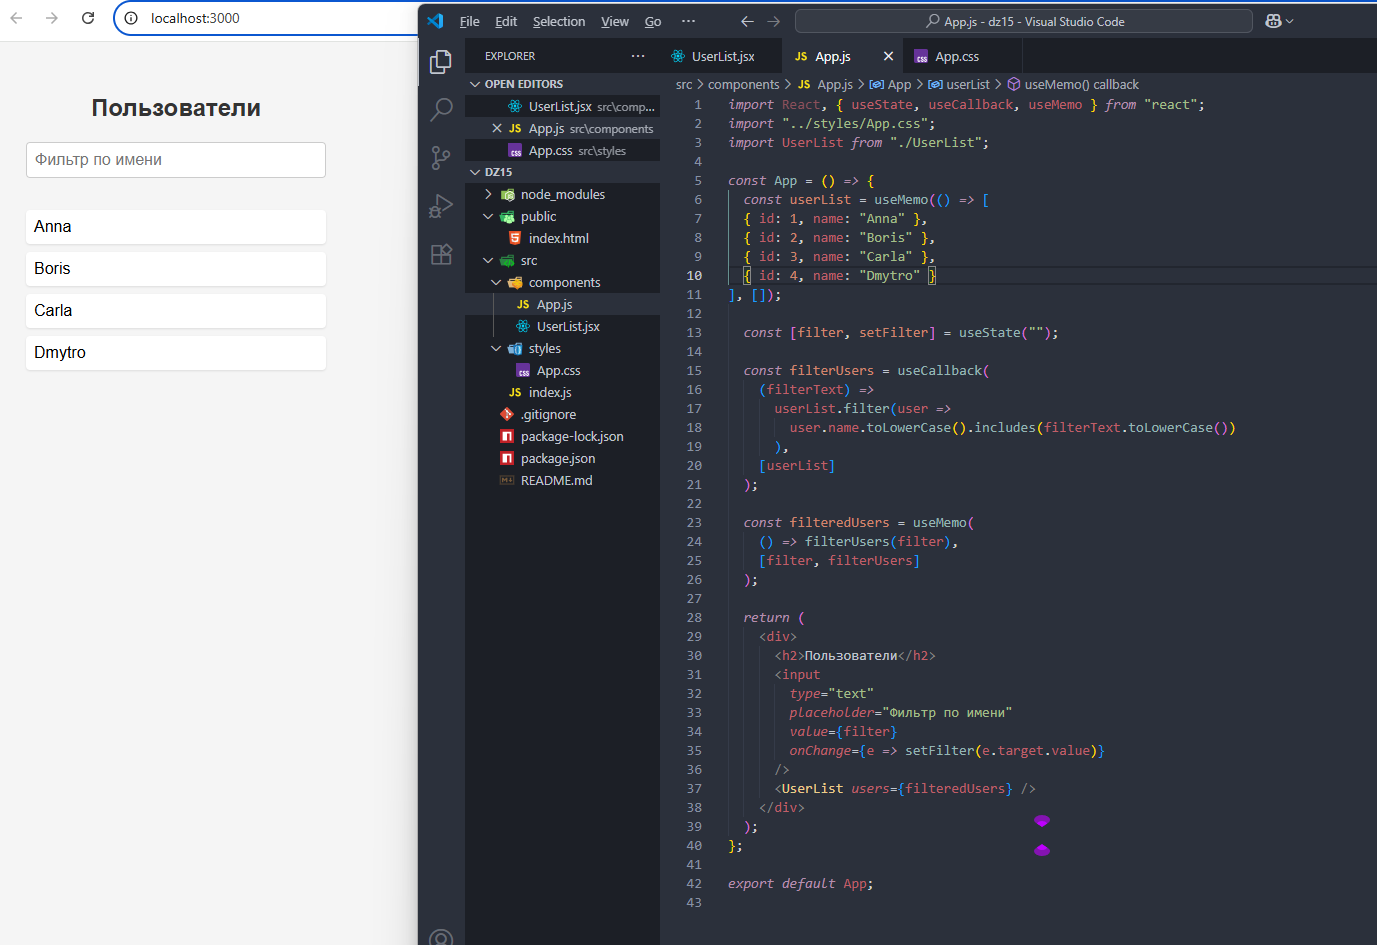 localhost:3000
Пользователи
Фильтр по имени
Anna
Boris
Carla
Dmytro
File Edit Selection View Go ···
App.js - dz15 - Visual Studio Code
EXPLORER ···
OPEN EDITORS
UserList.jsx src\comp...
JS App.js src\components
App.css src\styles
DZ15
node_modules
public
index.html
src
components
JS App.js
UserList.jsx
styles
App.css
JS index.js
.gitignore
package-lock.json
package.json
README.md
UserList.jsx
JS App.js
App.css
src > components > JS App.js > App > userList > useMemo() callback
1 import React, { useState, useCallback, useMemo } from "react";
2 import "../styles/App.css";
3 import UserList from "./UserList";
4
5 const App = () => {
6 const userList = useMemo(() => [
7 { id: 1, name: "Anna" },
8 { id: 2, name: "Boris" },
9 { id: 3, name: "Carla" },
10 { id: 4, name: "Dmytro" }
11 ], []);
12
13 const [filter, setFilter] = useState("");
14
15 const filterUsers = useCallback(
16 (filterText) =>
17 userList.filter(user =>
18 user.name.toLowerCase().includes(filterText.toLowerCase())
19 ),
20 [userList]
21 );
22
23 const filteredUsers = useMemo(
24 () => filterUsers(filter),
25 [filter, filterUsers]
26 );
27
28 return (
29 <div>
30 <h2>Пользователи</h2>
31 <input
32 type="text"
33 placeholder="Фильтр по имени"
34 value={filter}
35 onChange={e => setFilter(e.target.value)}
36 />
37 <UserList users={filteredUsers} />
38 </div>
39 );
40 };
41
42 export default App;
43